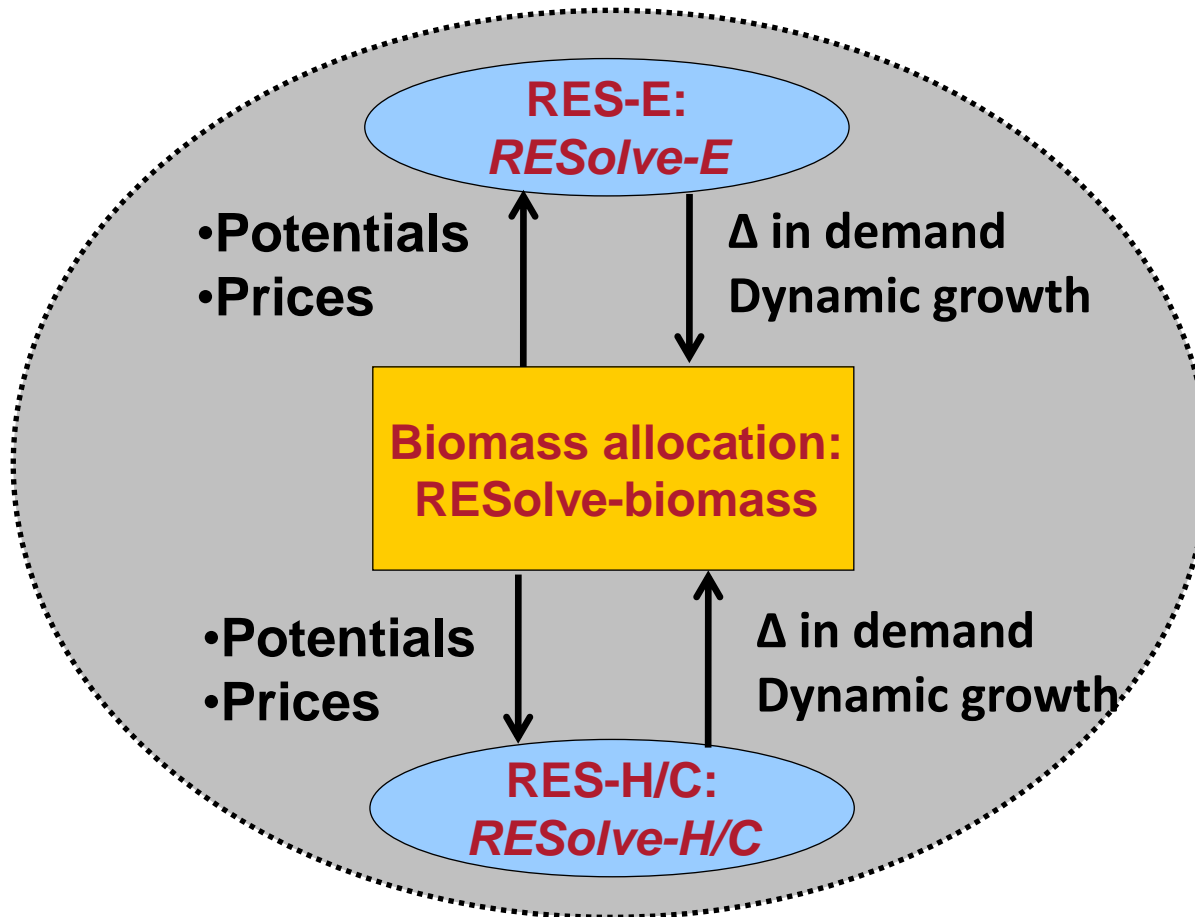 RES-E:
RESolve-E
•Potentials
•Prices
Δ in demand
Dynamic growth
Biomass allocation:
RESolve-biomass
•Potentials
•Prices
Δ in demand
Dynamic growth
RES-H/C:
RESolve-H/C